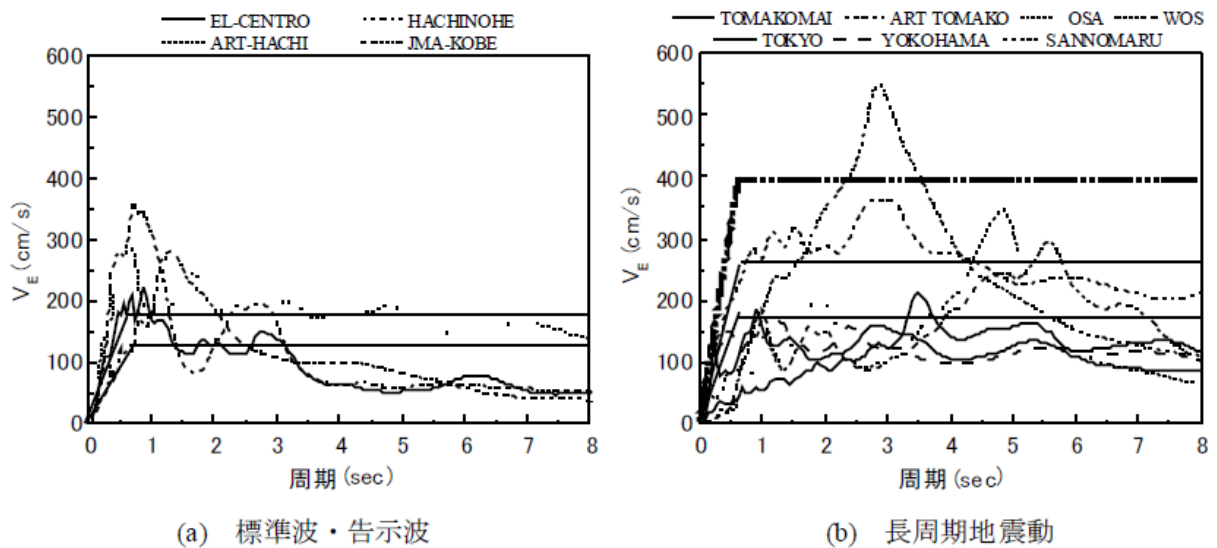 EL-CENTRO HACHINOHE
ART-HACHI JMA-KOBE
600
500
400
300
200
100
0
V_E (cm/s)
0 1 2 3 4 5 6 7 8
周期(sec)
(a) 標準波・告示波
TOMAKOMAI ART TOMAKO OSA WOS
TOKYO YOKOHAMA SANNOMARU
600
500
400
300
200
100
0
V_E (cm/s)
0 1 2 3 4 5 6 7 8
周期(sec)
(b) 長周期地震動